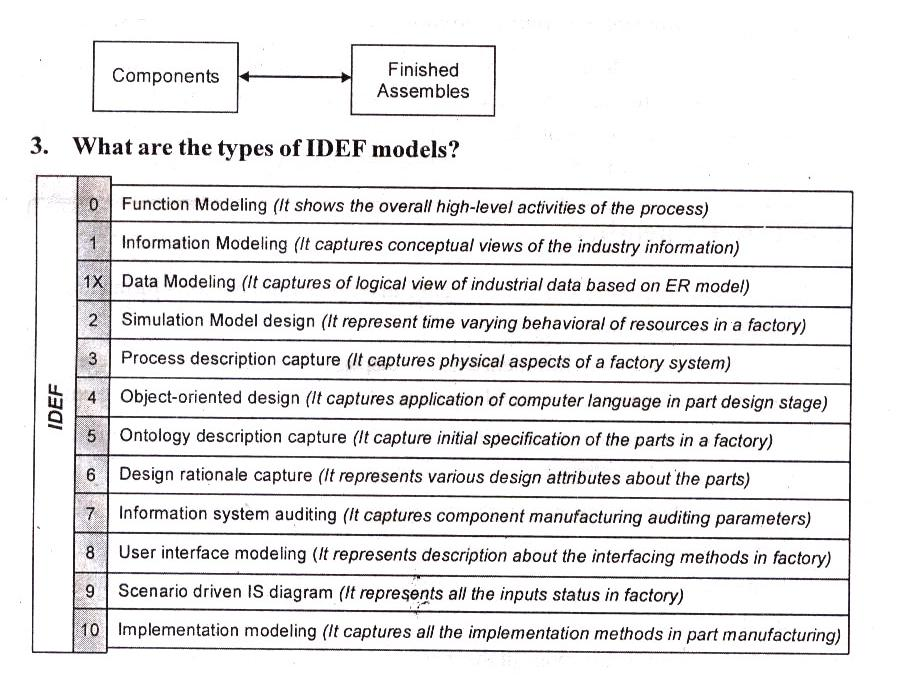 Components
Finished
Assembles
3. What are the types of IDEF models?
IDEF
0 Function Modeling (It shows the overall high-level activities of the process)
1 Information Modeling (It captures conceptual views of the industry information)
1X Data Modeling (It captures of logical view of industrial data based on ER model)
2 Simulation Model design (It represent time varying behavioral of resources in a factory)
3 Process description capture (It captures physical aspects of a factory system)
4 Object-oriented design (It captures application of computer language in part design stage)
5 Ontology description capture (It capture initial specification of the parts in a factory)
6 Design rationale capture (It represents various design attributes about the parts)
7 Information system auditing (It captures component manufacturing auditing parameters)
8 User interface modeling (It represents description about the interfacing methods in factory)
9 Scenario driven IS diagram (It represents all the inputs status in factory)
10 Implementation modeling (It captures all the implementation methods in part manufacturing)